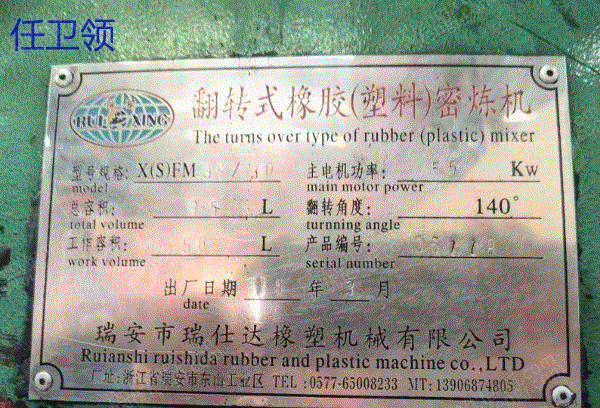 任卫领
RUI XING
翻转式橡胶(塑料)密炼机
The turns over type of rubber (plastic) mixer
型号规格: X(S)FM 主电机功率: 55 Kw
model main motor power
总容积: L 翻转角度: 140°
total volume turnning angle
工作容积: L 产品编号:
work volume serial number
出厂日期 年 月
date
瑞安市瑞仕达橡塑机械有限公司
Ruianshi ruishida rubber and plastic machine co.,LTD
厂址:浙江省瑞安市东山工业区 TEL:0577-65008233 MT:13906874805